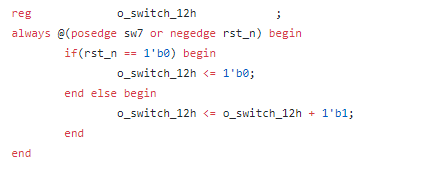 reg o_switch_12h ;
always @(posedge sw7 or negedge rst_n) begin
if(rst_n == 1'b0) begin
o_switch_12h <= 1'b0;
end else begin
o_switch_12h <= o_switch_12h + 1'b1;
end
end